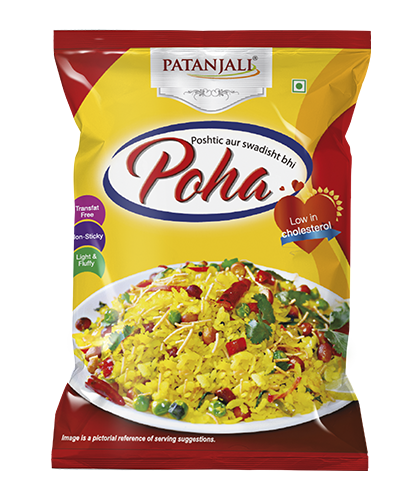 PATANJALI®
Poshtic aur swadisht bhi
Poha
Low in
cholesterol
Transfat
Free
Non-Sticky
Light &
Fluffy
Image is a pictorial reference of serving suggestions.